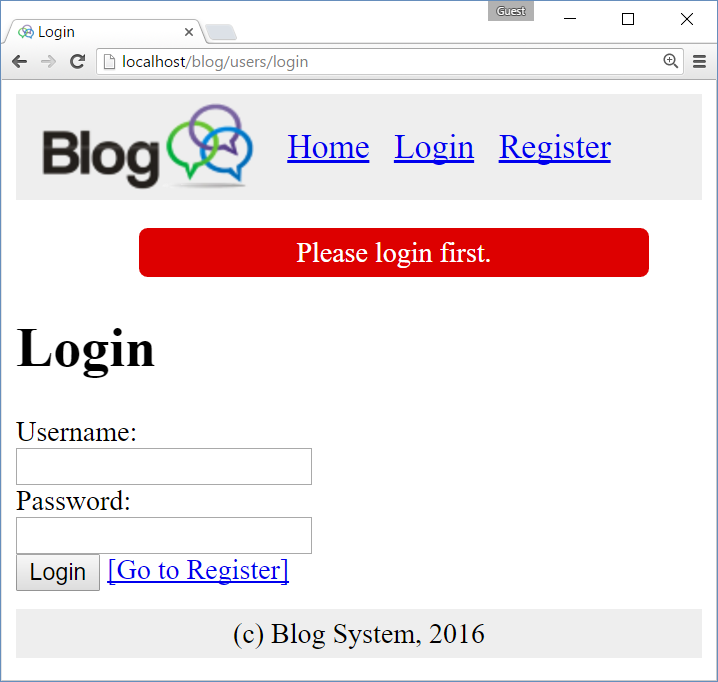 Guest
Login
localhost/blog/users/login
Blog Home Login Register
Please login first.
Login
Username:
Password:
Login [Go to Register]
(c) Blog System, 2016